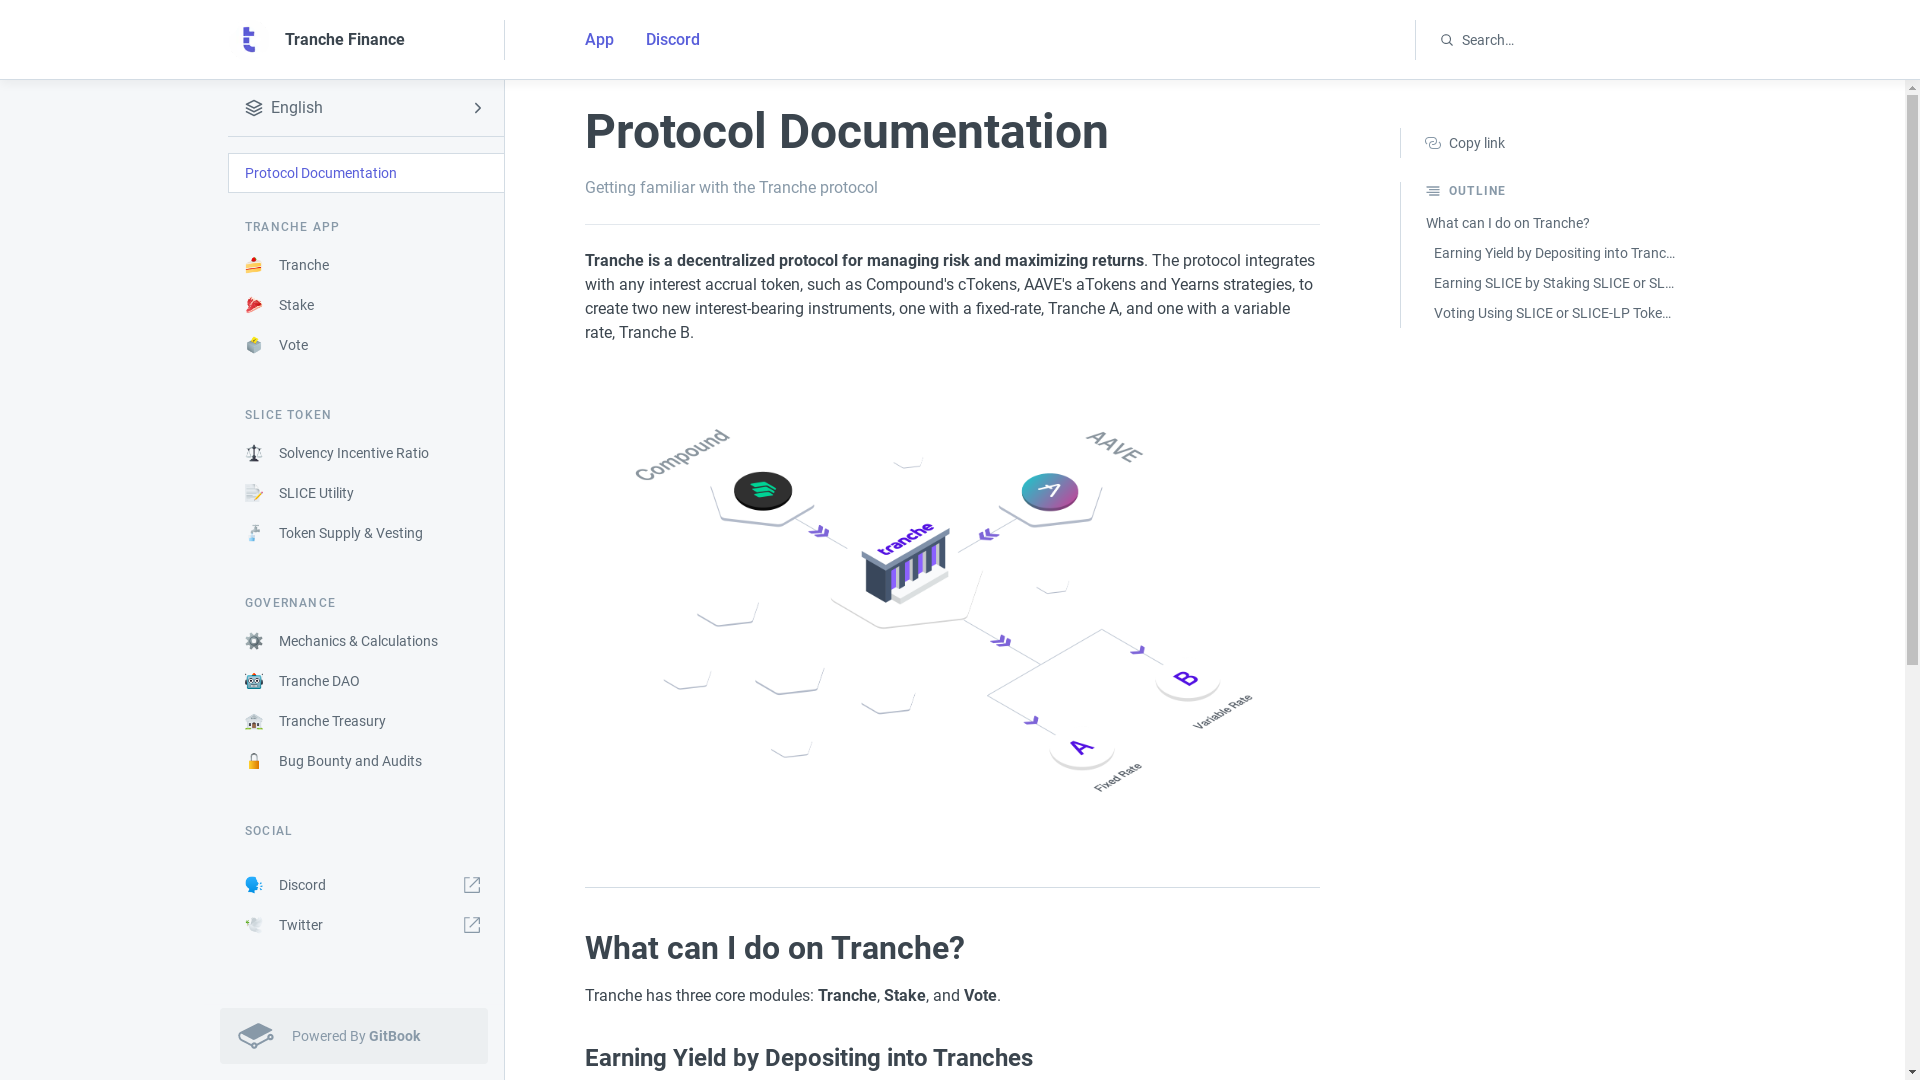 Tranche Finance
App
Discord
Search…
English
Protocol Documentation
TRANCHE APP
Tranche
Stake
Vote
SLICE TOKEN
Solvency Incentive Ratio
SLICE Utility
Token Supply & Vesting
GOVERNANCE
Mechanics & Calculations
Tranche DAO
Tranche Treasury
Bug Bounty and Audits
SOCIAL
Discord
Twitter
Powered By GitBook
Protocol Documentation
Getting familiar with the Tranche protocol
Tranche is a decentralized protocol for managing risk and maximizing returns. The protocol integrates
with any interest accrual token, such as Compound's cTokens, AAVE's aTokens and Yearns strategies, to
create two new interest-bearing instruments, one with a fixed-rate, Tranche A, and one with a variable
rate, Tranche B.
Compound
AAVE
tranche
B
Variable Rate
A
Fixed Rate
What can I do on Tranche?
Tranche has three core modules: Tranche, Stake, and Vote.
Earning Yield by Depositing into Tranches
Copy link
OUTLINE
What can I do on Tranche?
Earning Yield by Depositing into Tranc…
Earning SLICE by Staking SLICE or SL…
Voting Using SLICE or SLICE-LP Toke…